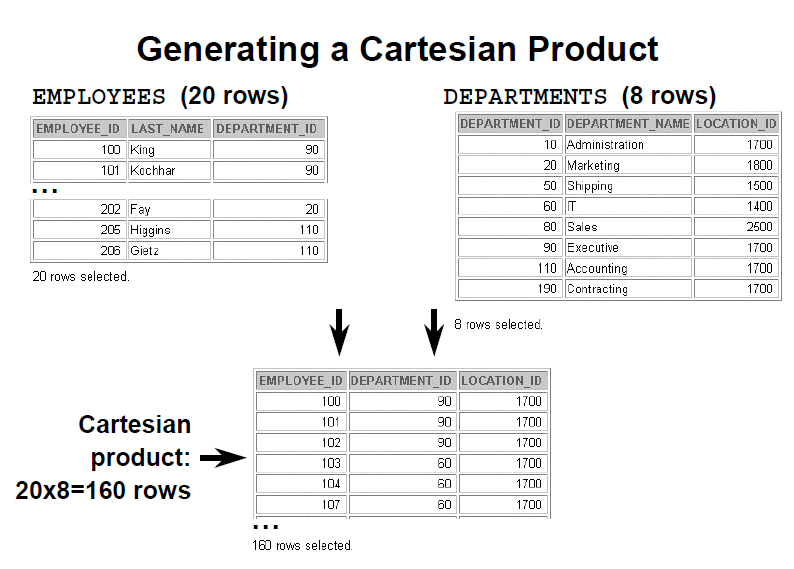 Generating a Cartesian Product
EMPLOYEES (20 rows)
EMPLOYEE_ID LAST_NAME DEPARTMENT_ID
100 King 90
101 Kochhar 90
...
202 Fay 20
205 Higgins 110
206 Gietz 110
20 rows selected.
DEPARTMENTS (8 rows)
DEPARTMENT_ID DEPARTMENT_NAME LOCATION_ID
10 Administration 1700
20 Marketing 1800
50 Shipping 1500
60 IT 1400
80 Sales 2500
90 Executive 1700
110 Accounting 1700
190 Contracting 1700
8 rows selected.
Cartesian
product:
20x8=160 rows
EMPLOYEE_ID DEPARTMENT_ID LOCATION_ID
100 90 1700
101 90 1700
102 90 1700
103 60 1700
104 60 1700
107 60 1700
...
160 rows selected.